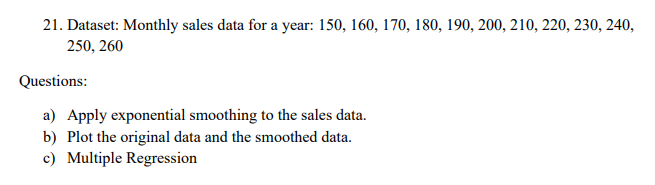 21. Dataset: Monthly sales data for a year: 150, 160, 170, 180, 190, 200, 210, 220, 230, 240,
250, 260
Questions:
a) Apply exponential smoothing to the sales data.
b) Plot the original data and the smoothed data.
c) Multiple Regression